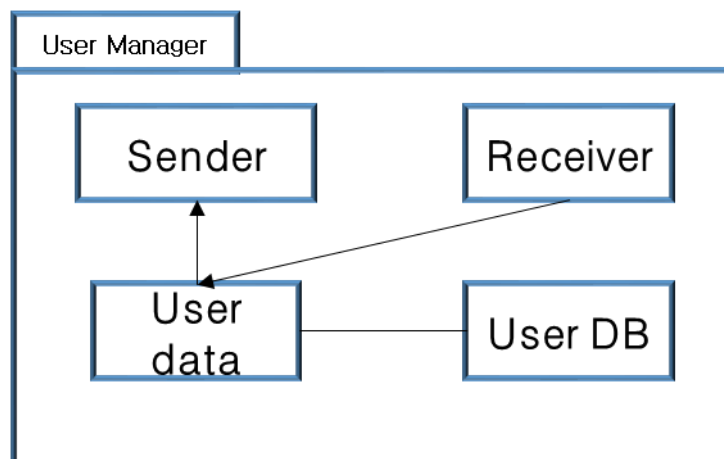 User Manager
Sender
Receiver
User
data
User DB